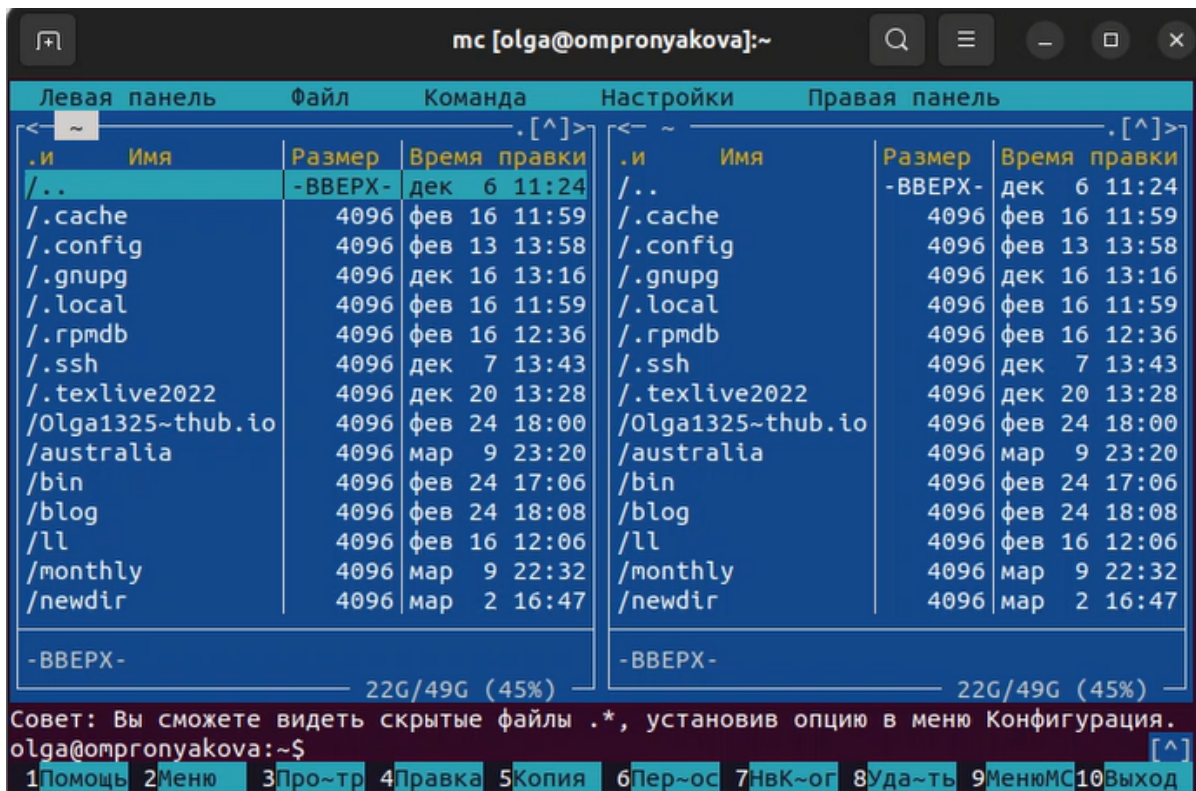 mc [olga@ompronyakova]:~
Левая панель Файл Команда Настройки Правая панель
<─ ~ ─.[^]> <─ ~ ─.[^]>
.и Имя Размер Время правки .и Имя Размер Время правки
/.. -ВВЕРХ- дек 6 11:24 /.. -ВВЕРХ- дек 6 11:24
/.cache 4096 фев 16 11:59 /.cache 4096 фев 16 11:59
/.config 4096 фев 13 13:58 /.config 4096 фев 13 13:58
/.gnupg 4096 дек 16 13:16 /.gnupg 4096 дек 16 13:16
/.local 4096 фев 16 11:59 /.local 4096 фев 16 11:59
/.rpmdb 4096 фев 16 12:36 /.rpmdb 4096 фев 16 12:36
/.ssh 4096 дек 7 13:43 /.ssh 4096 дек 7 13:43
/.texlive2022 4096 дек 20 13:28 /.texlive2022 4096 дек 20 13:28
/Olga1325~thub.io 4096 фев 24 18:00 /Olga1325~thub.io 4096 фев 24 18:00
/australia 4096 мар 9 23:20 /australia 4096 мар 9 23:20
/bin 4096 фев 24 17:06 /bin 4096 фев 24 17:06
/blog 4096 фев 24 18:08 /blog 4096 фев 24 18:08
/ll 4096 фев 16 12:06 /ll 4096 фев 16 12:06
/monthly 4096 мар 9 22:32 /monthly 4096 мар 9 22:32
/newdir 4096 мар 2 16:47 /newdir 4096 мар 2 16:47
-ВВЕРХ- -ВВЕРХ-
22G/49G (45%) 22G/49G (45%)
Совет: Вы сможете видеть скрытые файлы .*, установив опцию в меню Конфигурация.
olga@ompronyakova:~$ [^]
1Помощь 2Меню 3Про~тр 4Правка 5Копия 6Пер~ос 7НвК~ог 8Уда~ть 9МенюMC10Выход